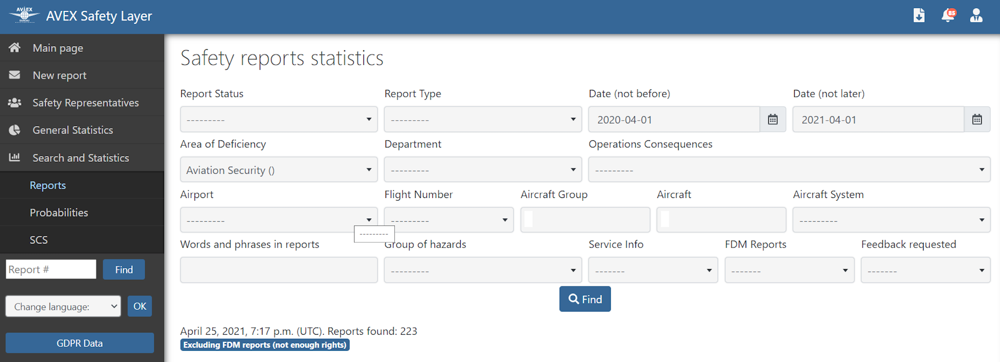 AVEX
BUREAU
AVEX Safety Layer
85
Main page
New report
Safety Representatives
General Statistics
Search and Statistics
Reports
Probabilities
SCS
Report #
Find
Change language:
OK
GDPR Data
Safety reports statistics
Report Status
Report Type
Date (not before)
Date (not later)
---------
---------
2020-04-01
2021-04-01
Area of Deficiency
Department
Operations Consequences
Aviation Security ()
---------
---------
Airport
Flight Number
Aircraft Group
Aircraft
Aircraft System
---------
---------
---------
---------
Words and phrases in reports
Group of hazards
Service Info
FDM Reports
Feedback requested
---------
-------
-------
-------
Find
April 25, 2021, 7:17 p.m. (UTC). Reports found: 223
Excluding FDM reports (not enough rights)